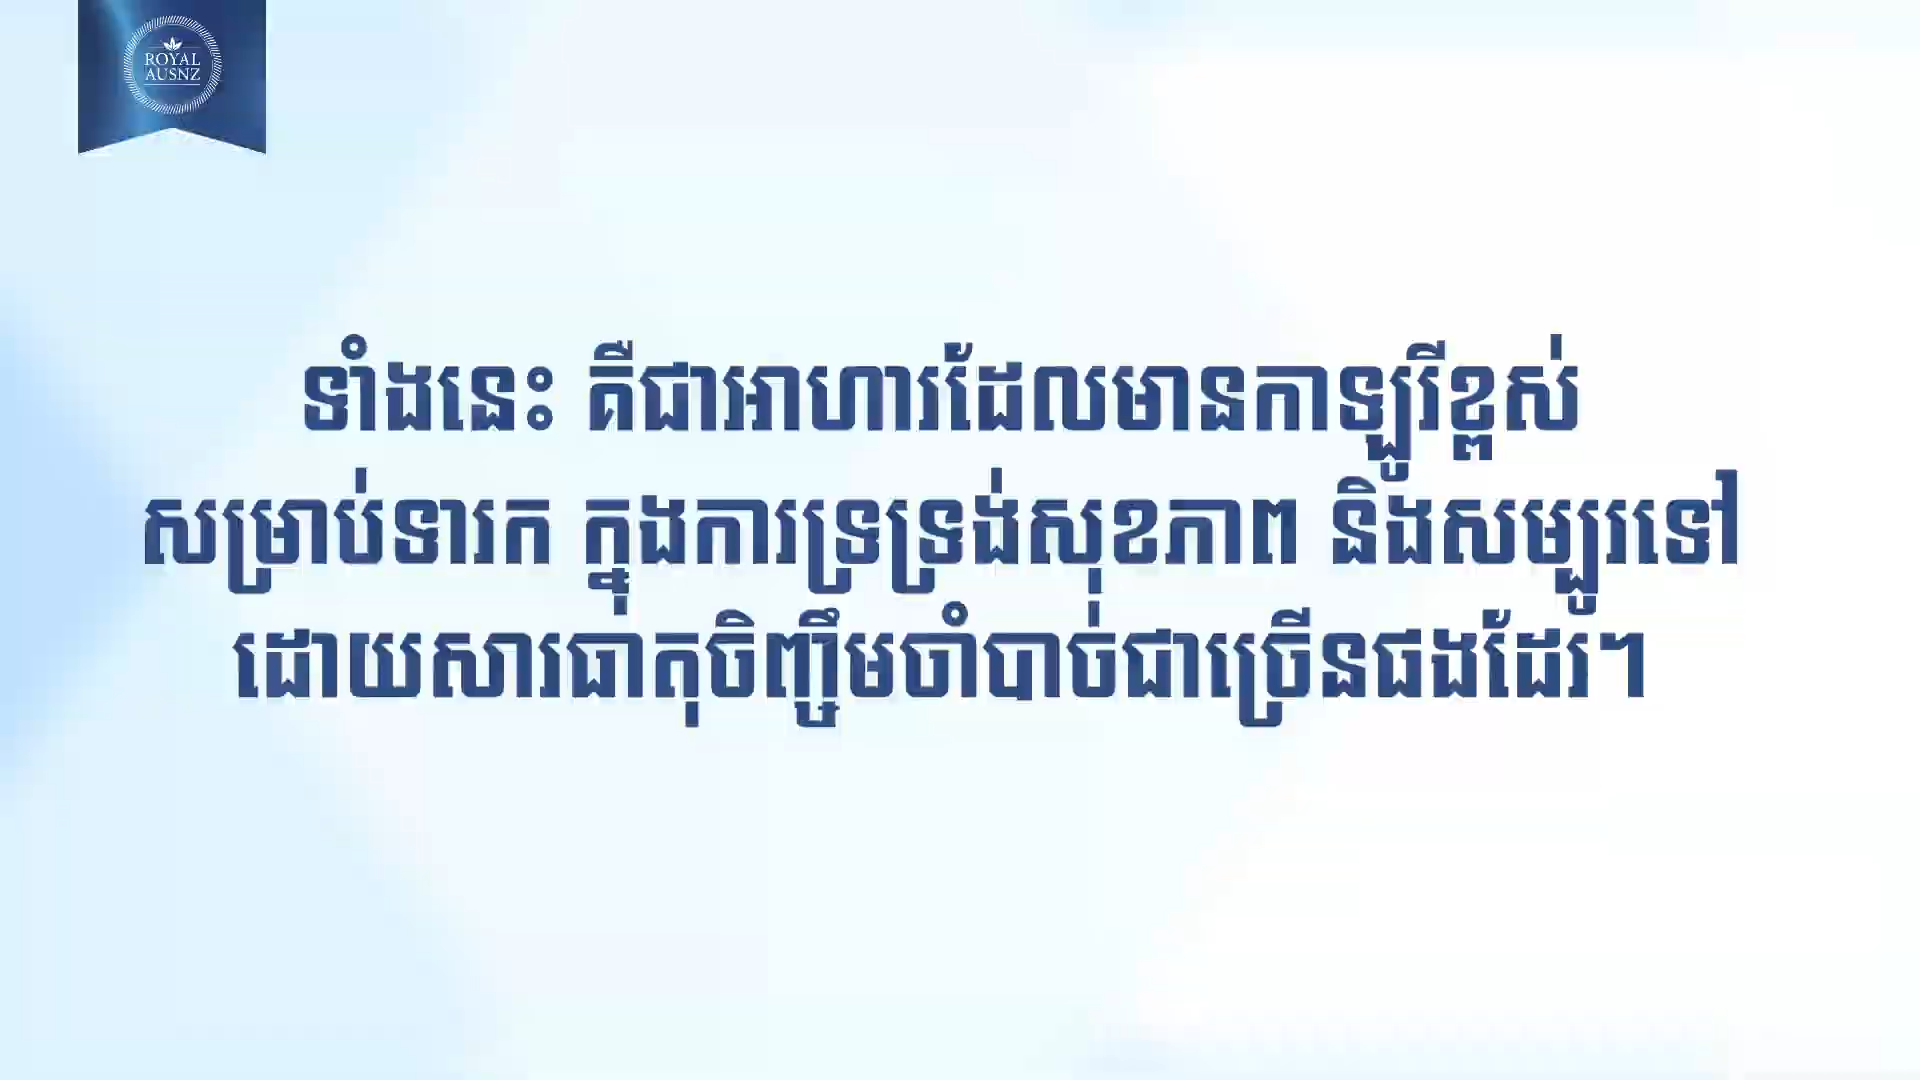 ROYAL
AUSNZ
ទាំងនេះ គឺជាអាហារដែលមានកាឡូរីខ្ពស់
សម្រាប់ទារក ក្នុងការទ្រទ្រង់សុខភាព និងសម្បូរទៅ
ដោយសារធាតុចិញ្ចឹមចាំបាច់ជាច្រើនផងដែរ។